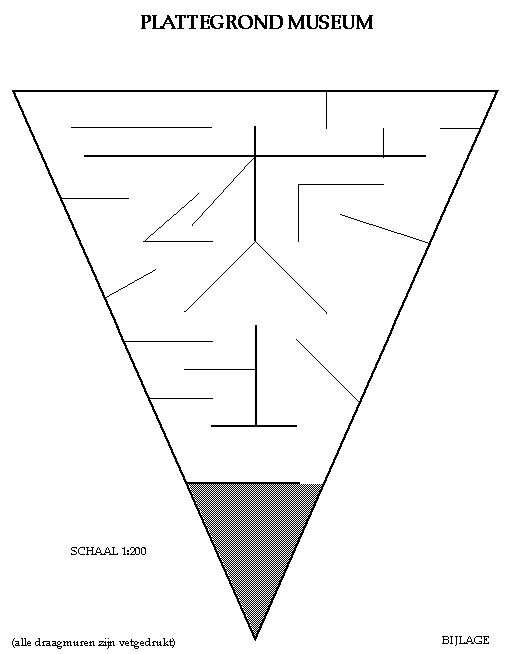 PLATTEGROND MUSEUM
SCHAAL 1:200
(alle draagmuren zijn vetgedrukt)
BIJLAGE